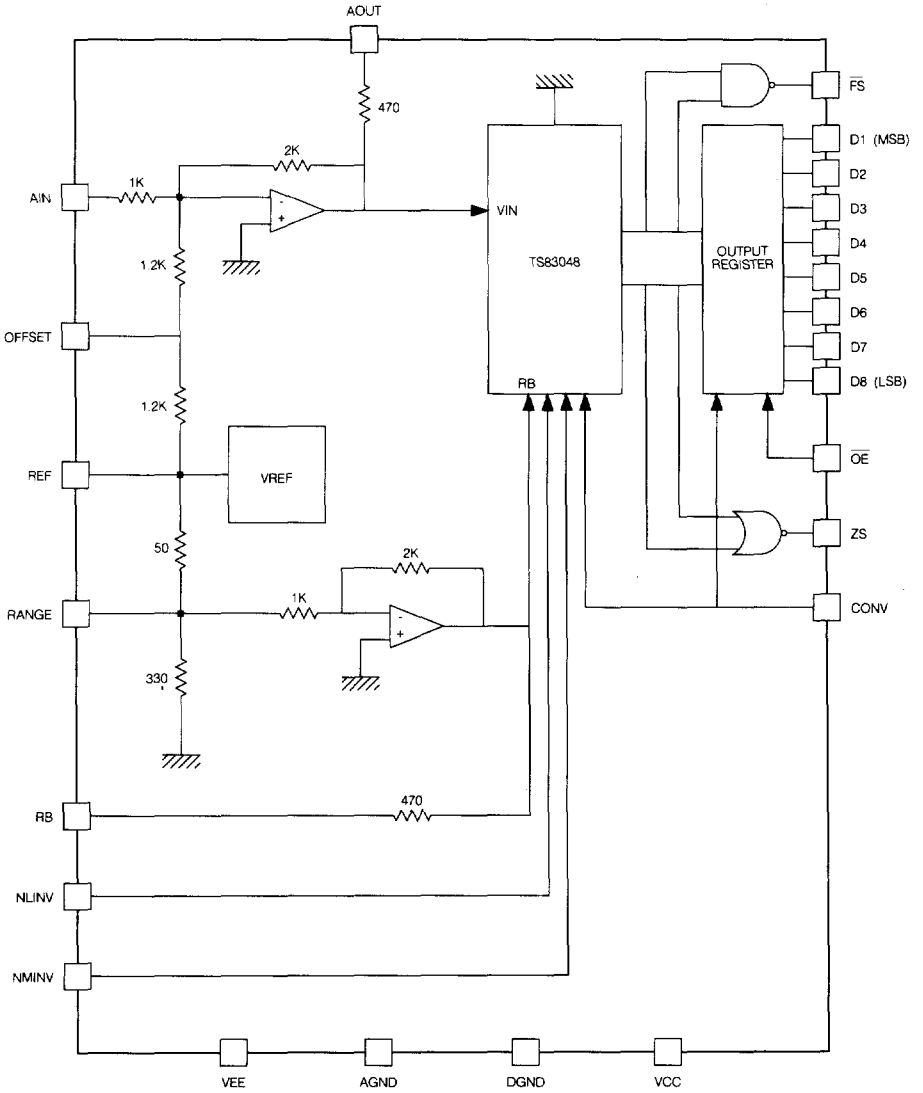 AOUT
470
FS
2K
D1 (MSB)
AIN
1K
D2
D3
-
+
VIN
D4
1.2K
TS83048
OUTPUT
REGISTER
D5
D6
OFFSET
D7
RB
D8 (LSB)
1.2K
OE
REF
VREF
ZS
50
2K
RANGE
1K
CONV
-
+
330
RB
470
NLINV
NMINV
VEE
AGND
DGND
VCC